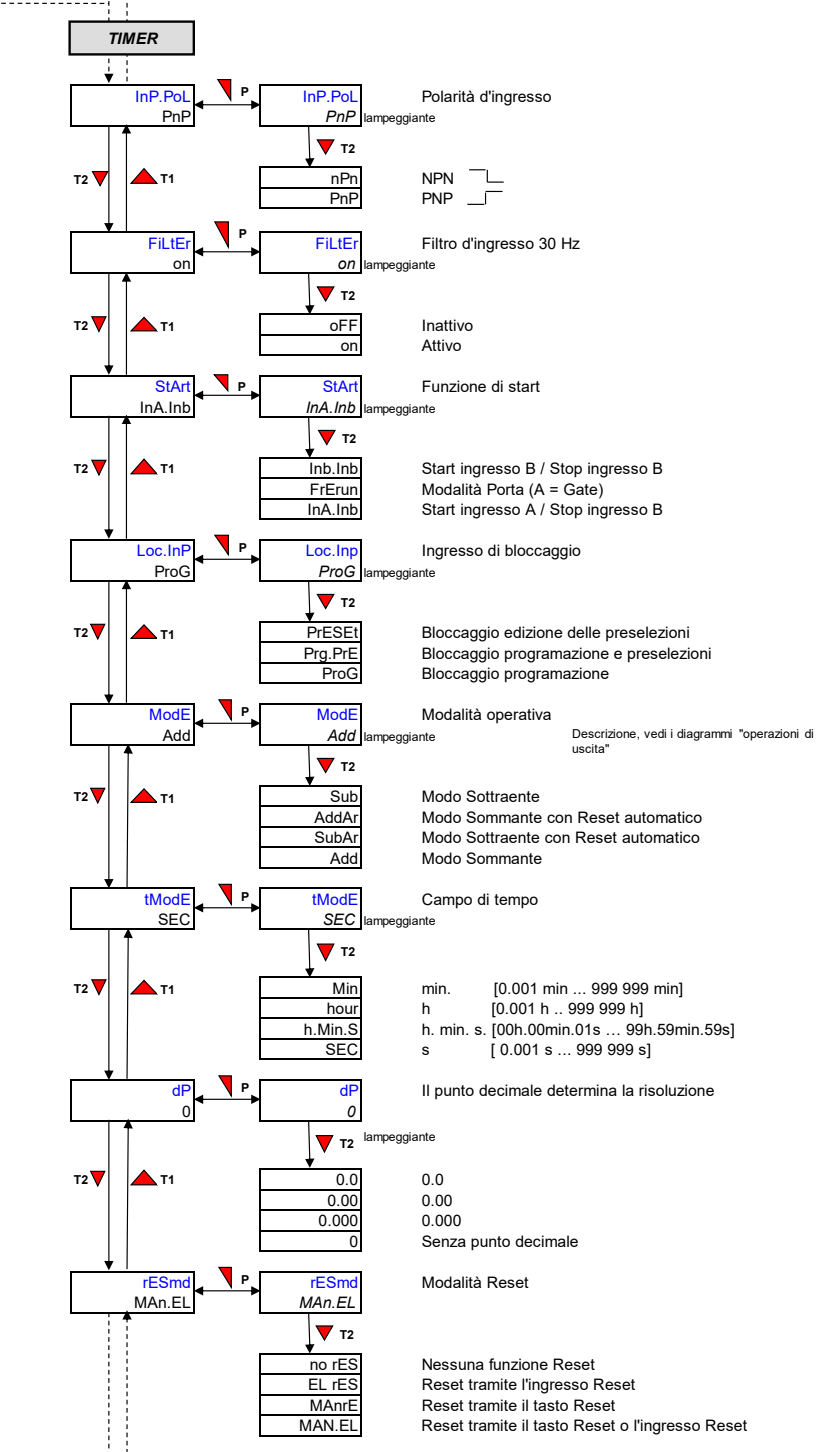 TIMER
InP.PoL P InP.PoL Polarità d'ingresso
PnP PnP lampeggiante
T2
T2 T1 nPn NPN
PnP PNP
FiLtEr P FiLtEr Filtro d'ingresso 30 Hz
on on lampeggiante
T2
T2 T1 oFF Inattivo
on Attivo
StArt P StArt Funzione di start
InA.Inb InA.Inb lampeggiante
T2
T2 T1 Inb.Inb Start ingresso B / Stop ingresso B
FrErun Modalità Porta (A = Gate)
InA.Inb Start ingresso A / Stop ingresso B
Loc.InP P Loc.Inp Ingresso di bloccaggio
ProG ProG lampeggiante
T2
T2 T1 PrESEt Bloccaggio edizione delle preselezioni
Prg.PrE Bloccaggio programazione e preselezioni
ProG Bloccaggio programazione
ModE P ModE Modalità operativa
Add Add lampeggiante Descrizione, vedi i diagrammi "operazioni di
uscita"
T2
T2 T1 Sub Modo Sottraente
AddAr Modo Sommante con Reset automatico
SubAr Modo Sottraente con Reset automatico
Add Modo Sommante
tModE P tModE Campo di tempo
SEC SEC lampeggiante
T2
T2 T1 Min min. [0.001 min ... 999 999 min]
hour h [0.001 h .. 999 999 h]
h.Min.S h. min. s. [00h.00min.01s … 99h.59min.59s]
SEC s [ 0.001 s ... 999 999 s]
dP P dP Il punto decimale determina la risoluzione
0 0
T2 lampeggiante
T2 T1 0.0 0.0
0.00 0.00
0.000 0.000
0 Senza punto decimale
rESmd P rESmd Modalità Reset
MAn.EL MAn.EL
T2
no rES Nessuna funzione Reset
EL rES Reset tramite l'ingresso Reset
MAnrE Reset tramite il tasto Reset
MAN.EL Reset tramite il tasto Reset o l'ingresso Reset